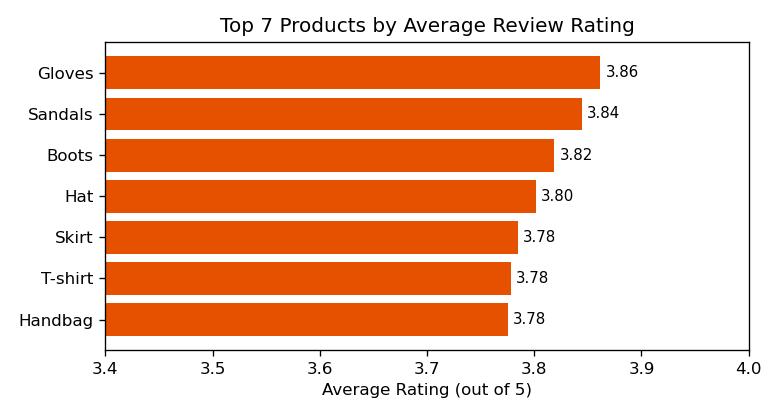 Top 7 Products by Average Review Rating
Gloves 3.86
Sandals 3.84
Boots 3.82
Hat 3.80
Skirt 3.78
T-shirt 3.78
Handbag 3.78
3.4 3.5 3.6 3.7 3.8 3.9 4.0
Average Rating (out of 5)